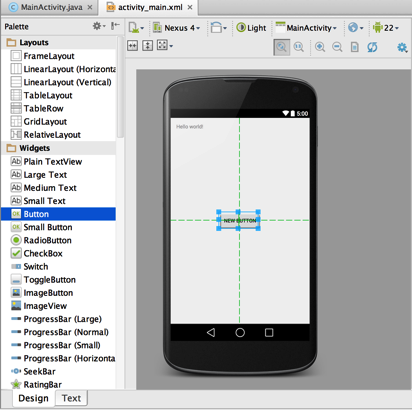 MainActivity.java × activity_main.xml ×
Palette
Nexus 4
Light
MainActivity
22
Layouts
FrameLayout
LinearLayout (Horizonta
LinearLayout (Vertical)
TableLayout
TableRow
GridLayout
RelativeLayout
Widgets
Plain TextView
Large Text
Medium Text
Small Text
Button
Small Button
RadioButton
CheckBox
Switch
ToggleButton
ImageButton
ImageView
ProgressBar (Large)
ProgressBar (Normal)
ProgressBar (Small)
ProgressBar (Horizonta
SeekBar
RatingBar
5:00
Hello world!
NEW BUTTON
Design Text